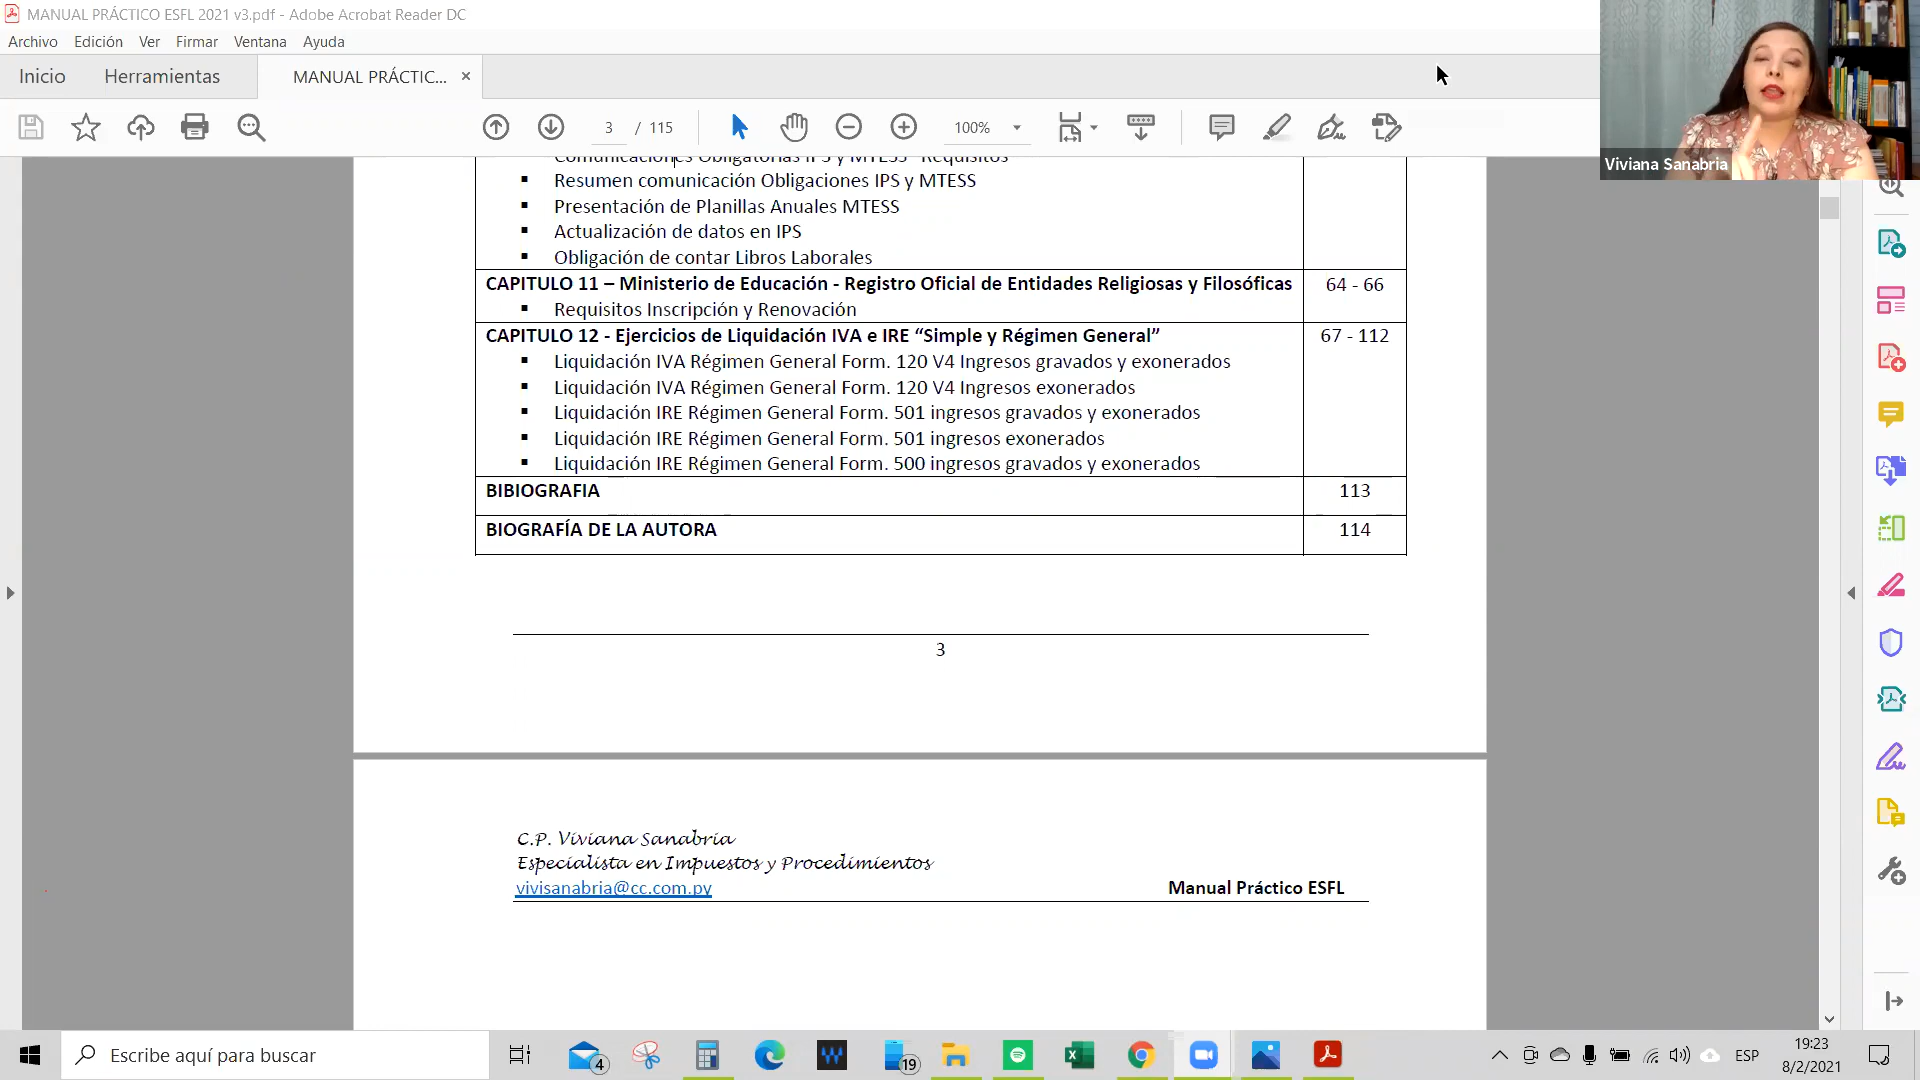 MANUAL PRÁCTICO ESFL 2021 v3.pdf - Adobe Acrobat Reader DC
Archivo Edición Ver Firmar Ventana Ayuda
Inicio Herramientas MANUAL PRÁCTIC... ×
3 / 115 100%
Viviana Sanabria
Comunicaciones Obligatorias IPS y MTESS- Requisitos
▪ Resumen comunicación Obligaciones IPS y MTESS
▪ Presentación de Planillas Anuales MTESS
▪ Actualización de datos en IPS
▪ Obligación de contar Libros Laborales
CAPITULO 11 – Ministerio de Educación - Registro Oficial de Entidades Religiosas y Filosóficas 64 - 66
▪ Requisitos Inscripción y Renovación
CAPITULO 12 - Ejercicios de Liquidación IVA e IRE “Simple y Régimen General” 67 - 112
▪ Liquidación IVA Régimen General Form. 120 V4 Ingresos gravados y exonerados
▪ Liquidación IVA Régimen General Form. 120 V4 Ingresos exonerados
▪ Liquidación IRE Régimen General Form. 501 ingresos gravados y exonerados
▪ Liquidación IRE Régimen General Form. 501 ingresos exonerados
▪ Liquidación IRE Régimen General Form. 500 ingresos gravados y exonerados
BIBIOGRAFIA 113
BIOGRAFÍA DE LA AUTORA 114
3
C.P. Viviana Sanabria
Especialista en Impuestos y Procedimientos
vivisanabria@cc.com.py Manual Práctico ESFL
Escribe aquí para buscar 4 19 ESP 19:23
8/2/2021